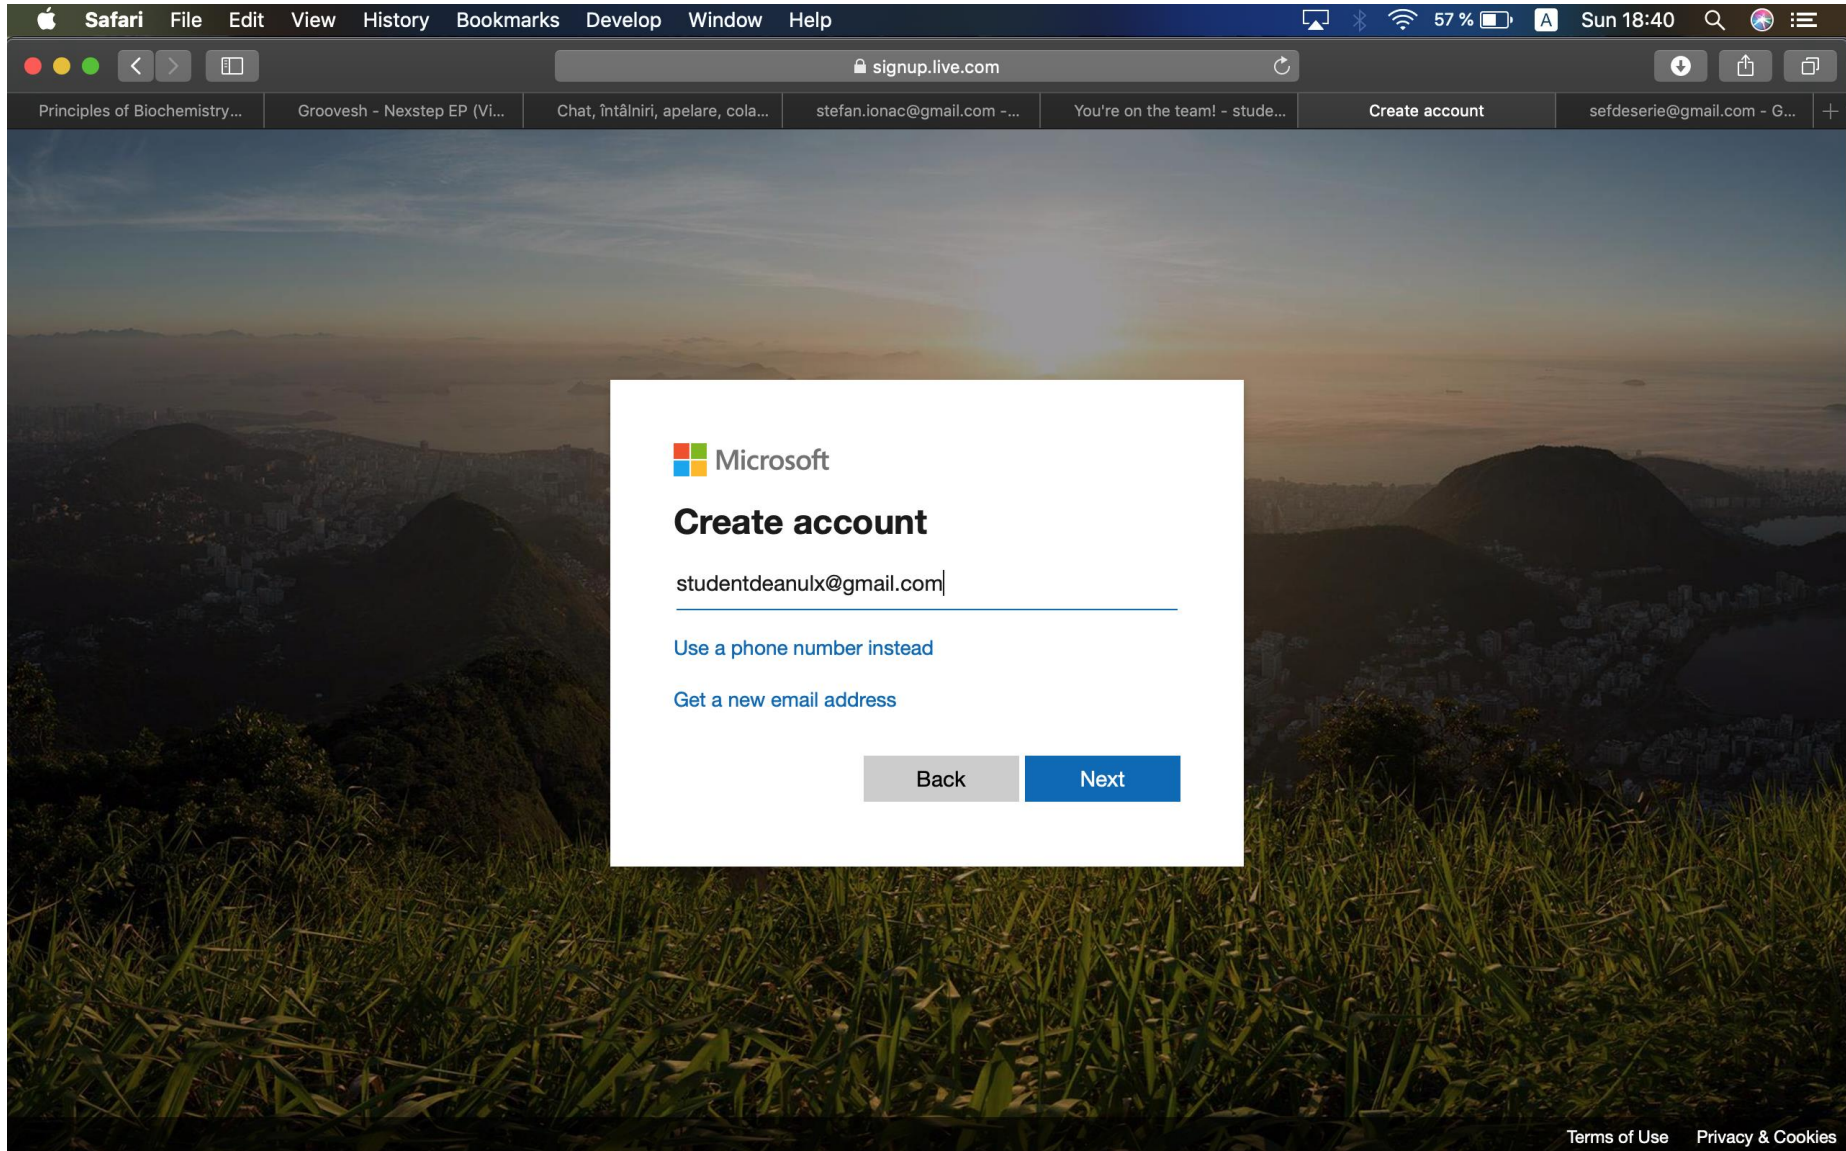 Safari File Edit View History Bookmarks Develop Window Help 57 % A Sun 18:40
signup.live.com
Principles of Biochemistry... Groovesh - Nexstep EP (Vi... Chat, întâlniri, apelare, cola... stefan.ionac@gmail.com -... You're on the team! - stude... Create account sefdeserie@gmail.com - G...
Microsoft
Create account
studentdeanulx@gmail.com
Use a phone number instead
Get a new email address
Back Next
Terms of Use Privacy & Cookies